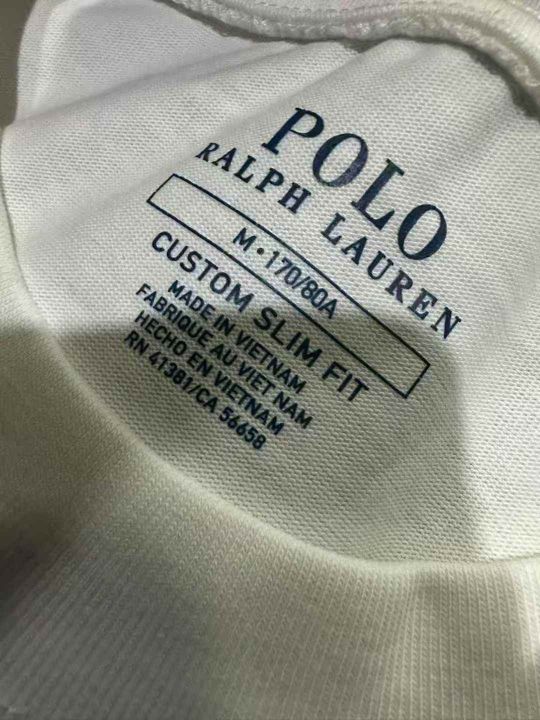 POLO
RALPH LAUREN
M • 170/80A
CUSTOM SLIM FIT
MADE IN VIETNAM
FABRIQUE AU VIET NAM
HECHO EN VIETNAM
RN 41381/CA 56658